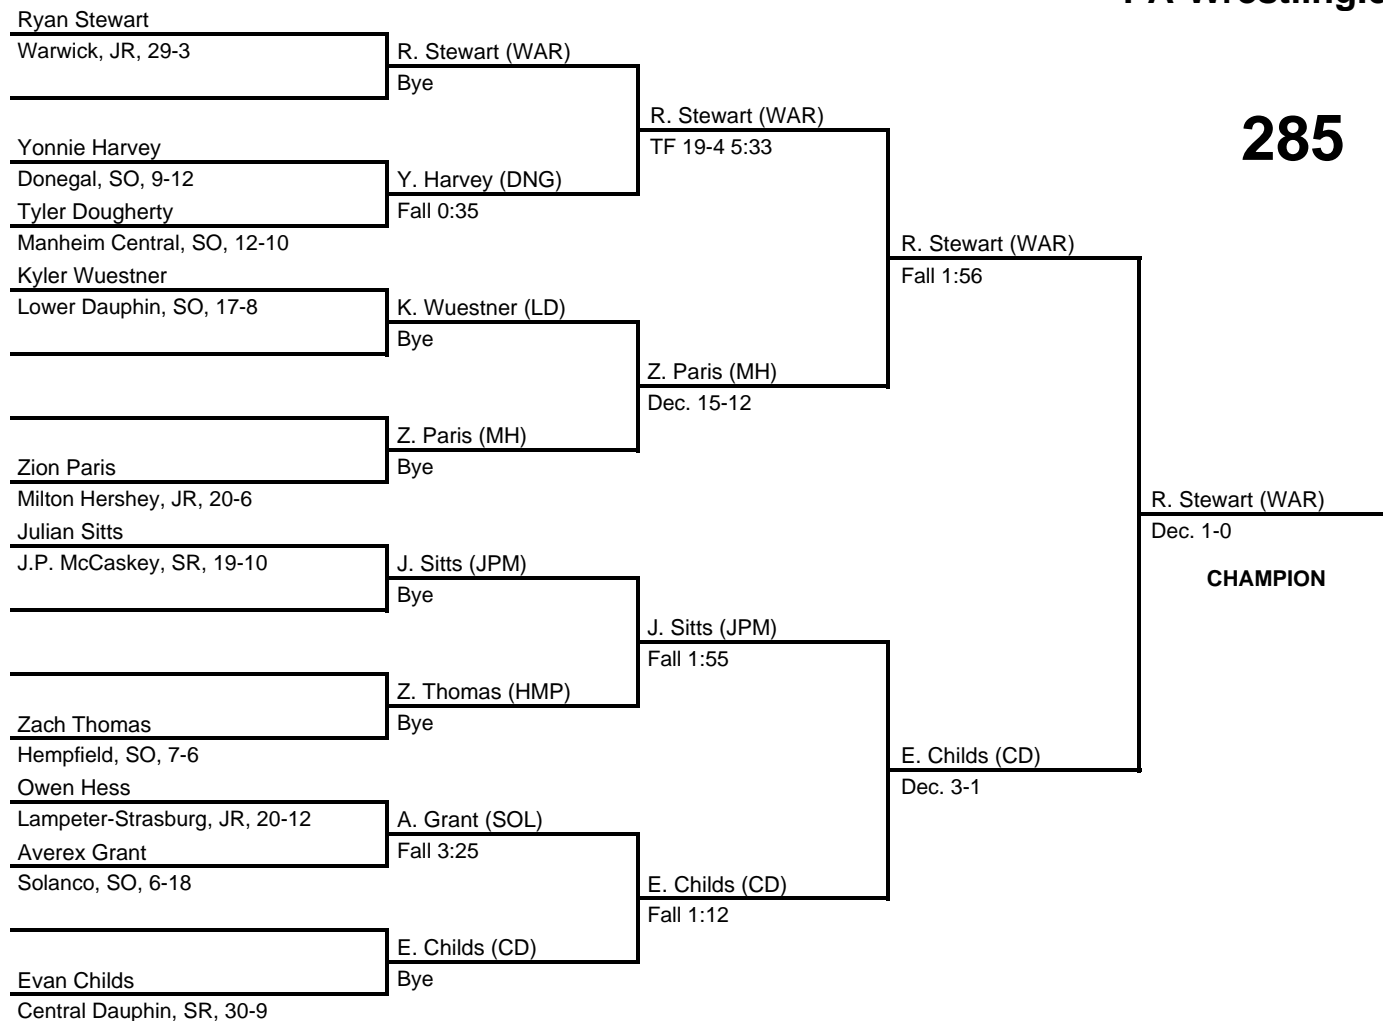 Ryan Stewart
Warwick, JR, 29-3
R. Stewart (WAR)
Bye
R. Stewart (WAR)
TF 19-4 5:33
285
Yonnie Harvey
Donegal, SO, 9-12
Y. Harvey (DNG)
Tyler Dougherty
Fall 0:35
Manheim Central, SO, 12-10
R. Stewart (WAR)
Fall 1:56
Kyler Wuestner
Lower Dauphin, SO, 17-8
K. Wuestner (LD)
Bye
Z. Paris (MH)
Dec. 15-12
Z. Paris (MH)
Zion Paris
Bye
Milton Hershey, JR, 20-6
R. Stewart (WAR)
Dec. 1-0
CHAMPION
Julian Sitts
J.P. McCaskey, SR, 19-10
J. Sitts (JPM)
Bye
J. Sitts (JPM)
Fall 1:55
Z. Thomas (HMP)
Zach Thomas
Bye
Hempfield, SO, 7-6
E. Childs (CD)
Dec. 3-1
Owen Hess
Lampeter-Strasburg, JR, 20-12
A. Grant (SOL)
Averex Grant
Fall 3:25
Solanco, SO, 6-18
E. Childs (CD)
Fall 1:12
E. Childs (CD)
Evan Childs
Bye
Central Dauphin, SR, 30-9